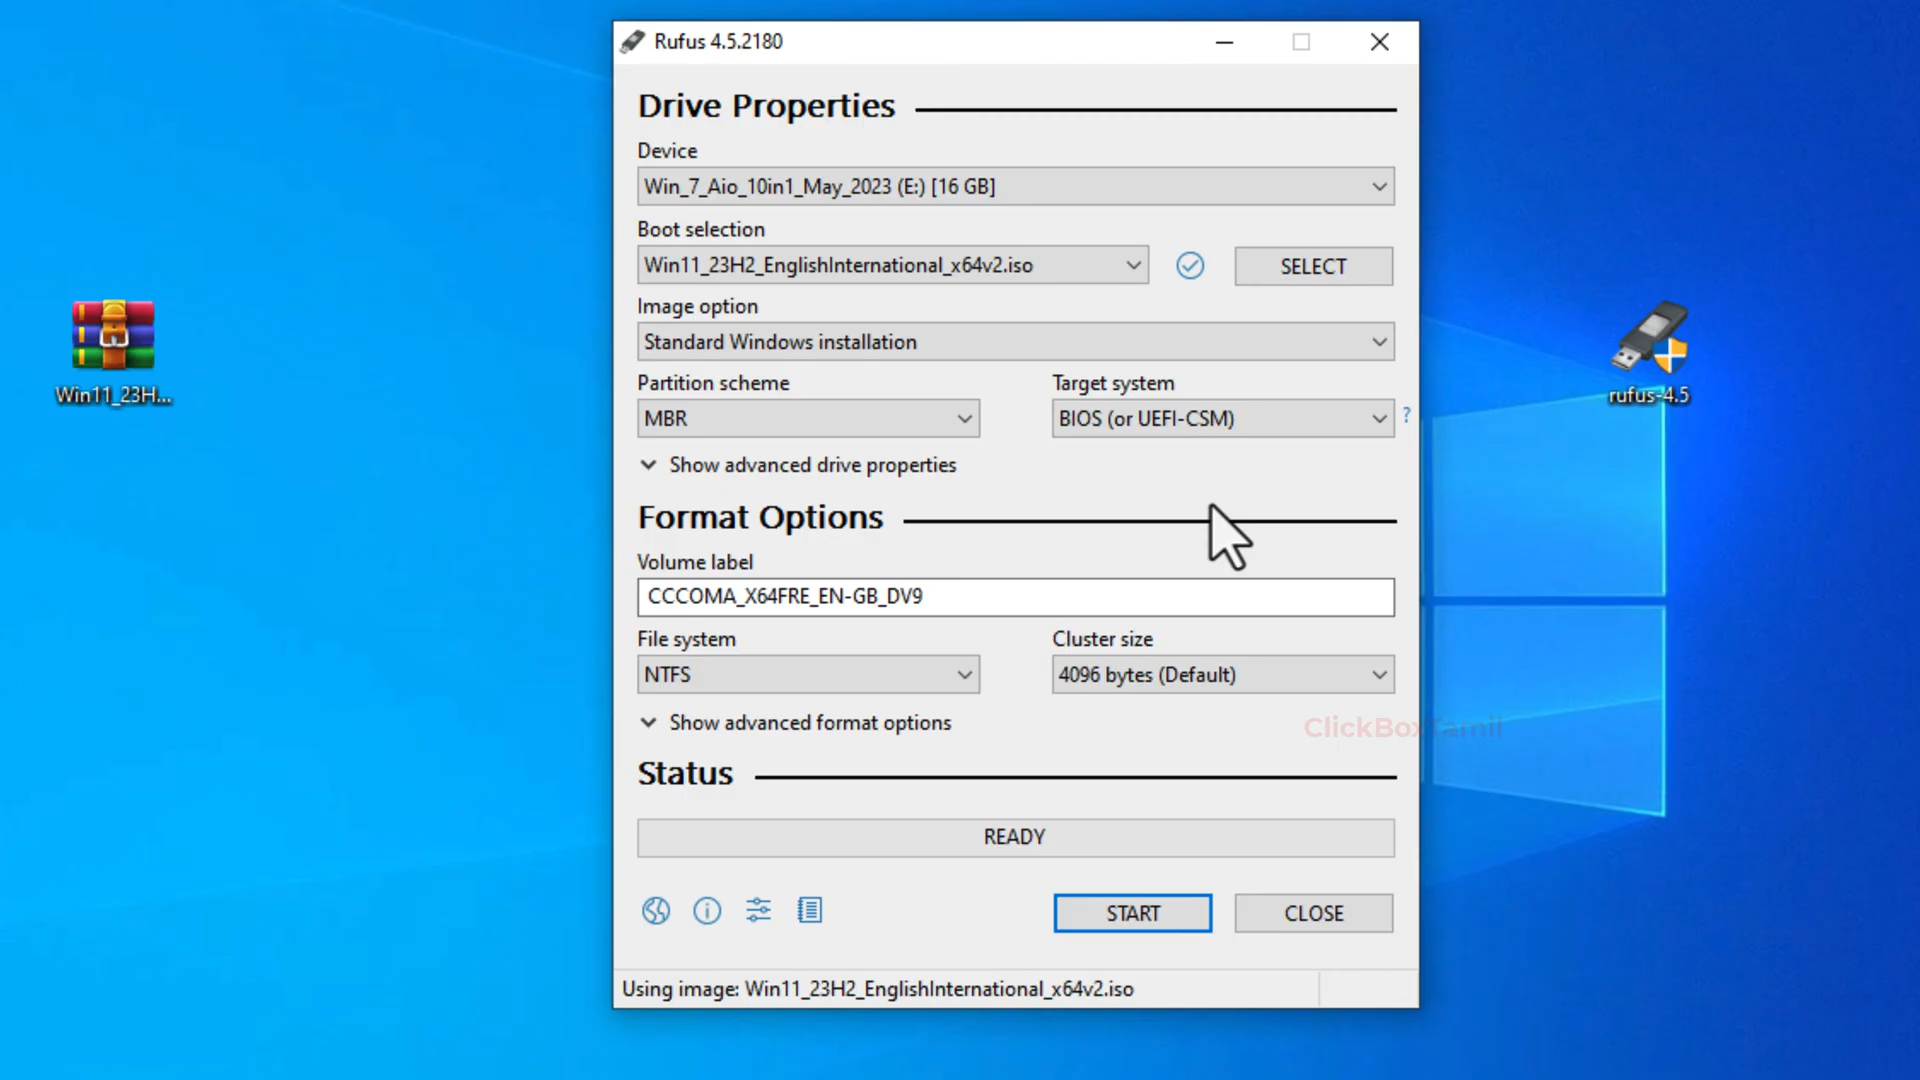 Rufus 4.5.2180
Drive Properties
Device
Win_7_Aio_10in1_May_2023 (E:) [16 GB]
Boot selection
Win11_23H2_EnglishInternational_x64v2.iso
SELECT
Image option
Standard Windows installation
Partition scheme
Target system
MBR
BIOS (or UEFI-CSM)
?
Show advanced drive properties
Format Options
Volume label
CCCOMA_X64FRE_EN-GB_DV9
File system
Cluster size
NTFS
4096 bytes (Default)
Show advanced format options
Status
READY
START
CLOSE
Using image: Win11_23H2_EnglishInternational_x64v2.iso
Win11_23H...
rufus-4.5
ClickBoxTamil